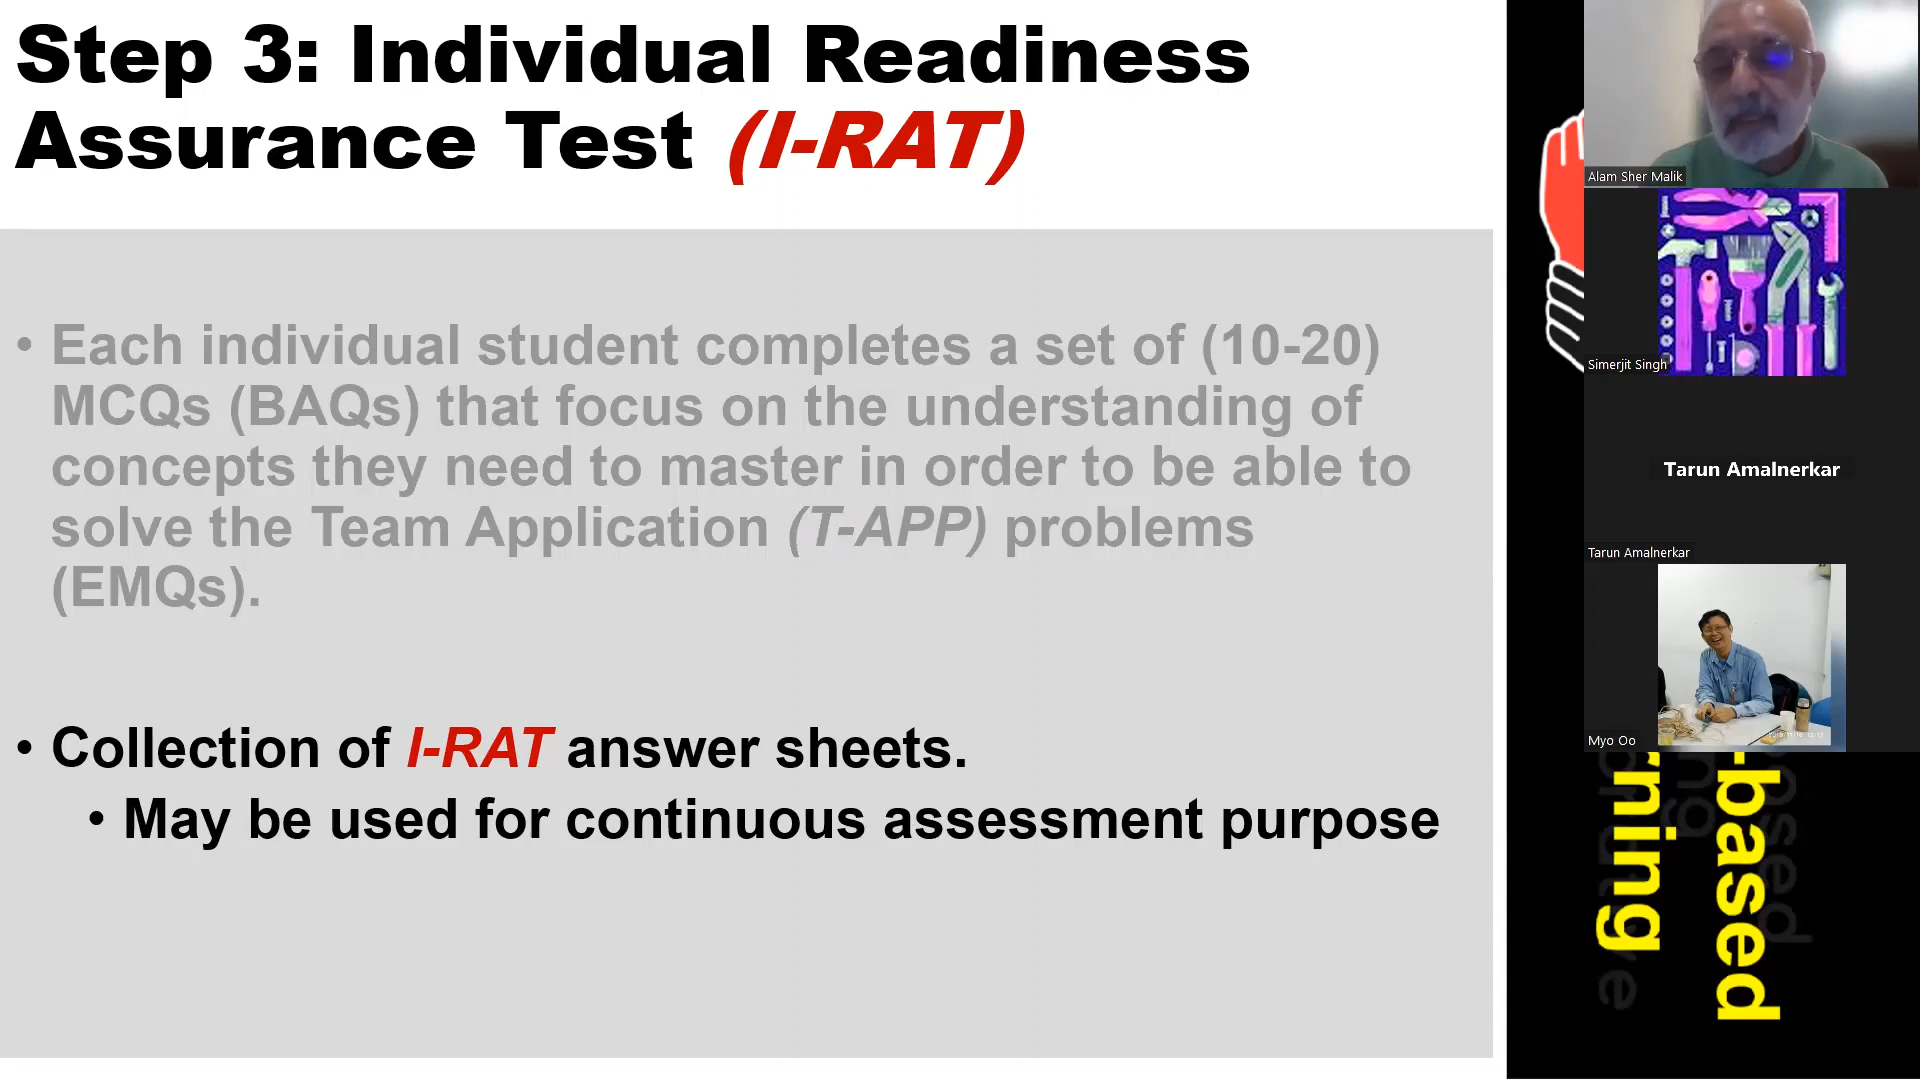 Step 3: Individual Readiness
Assurance Test (I-RAT)
• Each individual student completes a set of (10-20)
MCQs (BAQs) that focus on the understanding of
concepts they need to master in order to be able to
solve the Team Application (T-APP) problems
(EMQs).
• Collection of I-RAT answer sheets.
• May be used for continuous assessment purpose
Alam Sher Malik
Simerjit Singh
Tarun Amalnerkar
Tarun Amalnerkar
Myo Oo
-based
rning